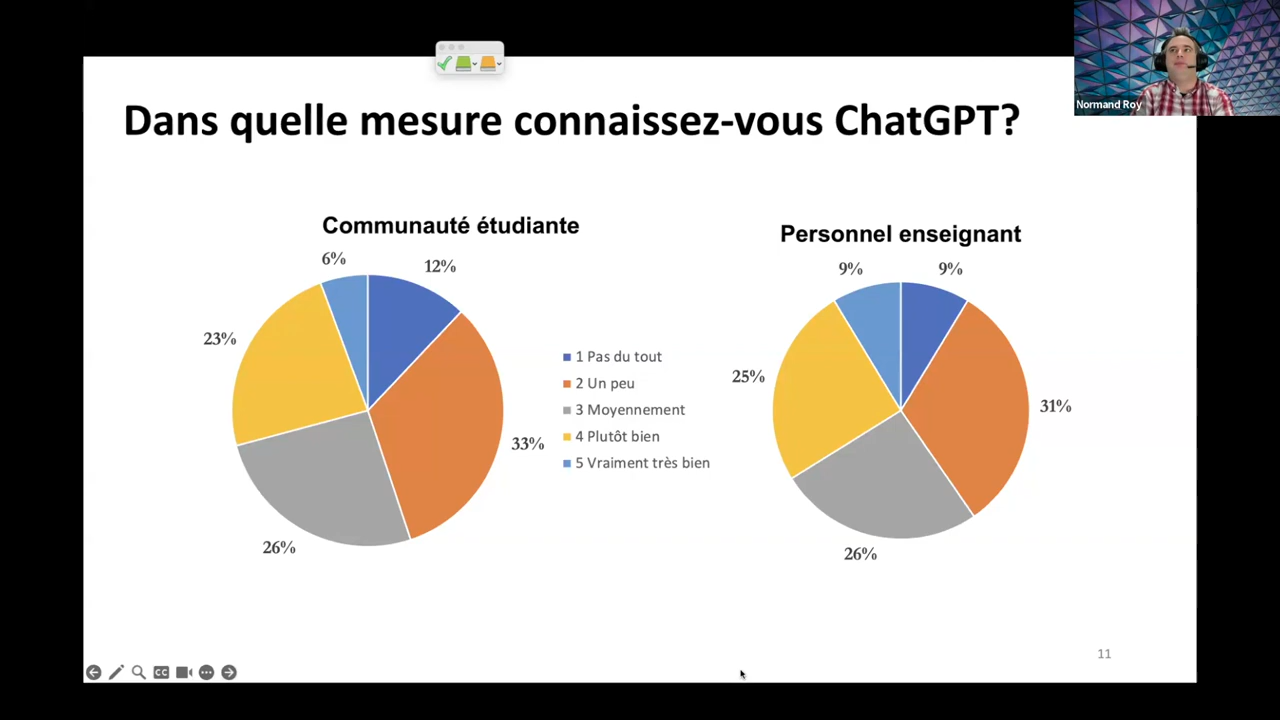 Normand Roy
Dans quelle mesure connaissez-vous ChatGPT?
Communauté étudiante
6%
12%
23%
33%
26%
1 Pas du tout
2 Un peu
3 Moyennement
4 Plutôt bien
5 Vraiment très bien
Personnel enseignant
9%
9%
25%
31%
26%
11
CC